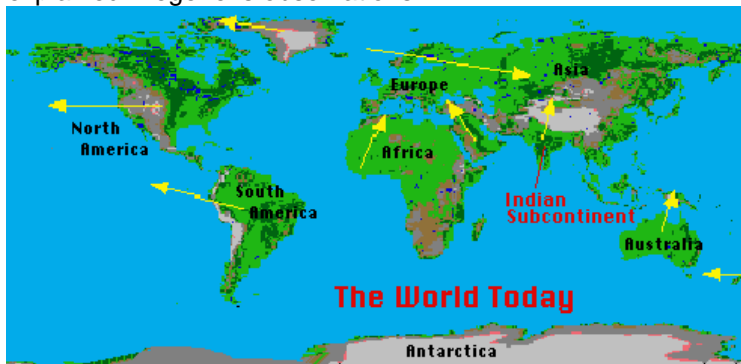 Asia
Europe
North
America
Africa
South
America
Indian
Subcontinent
Australia
The World Today
Antarctica